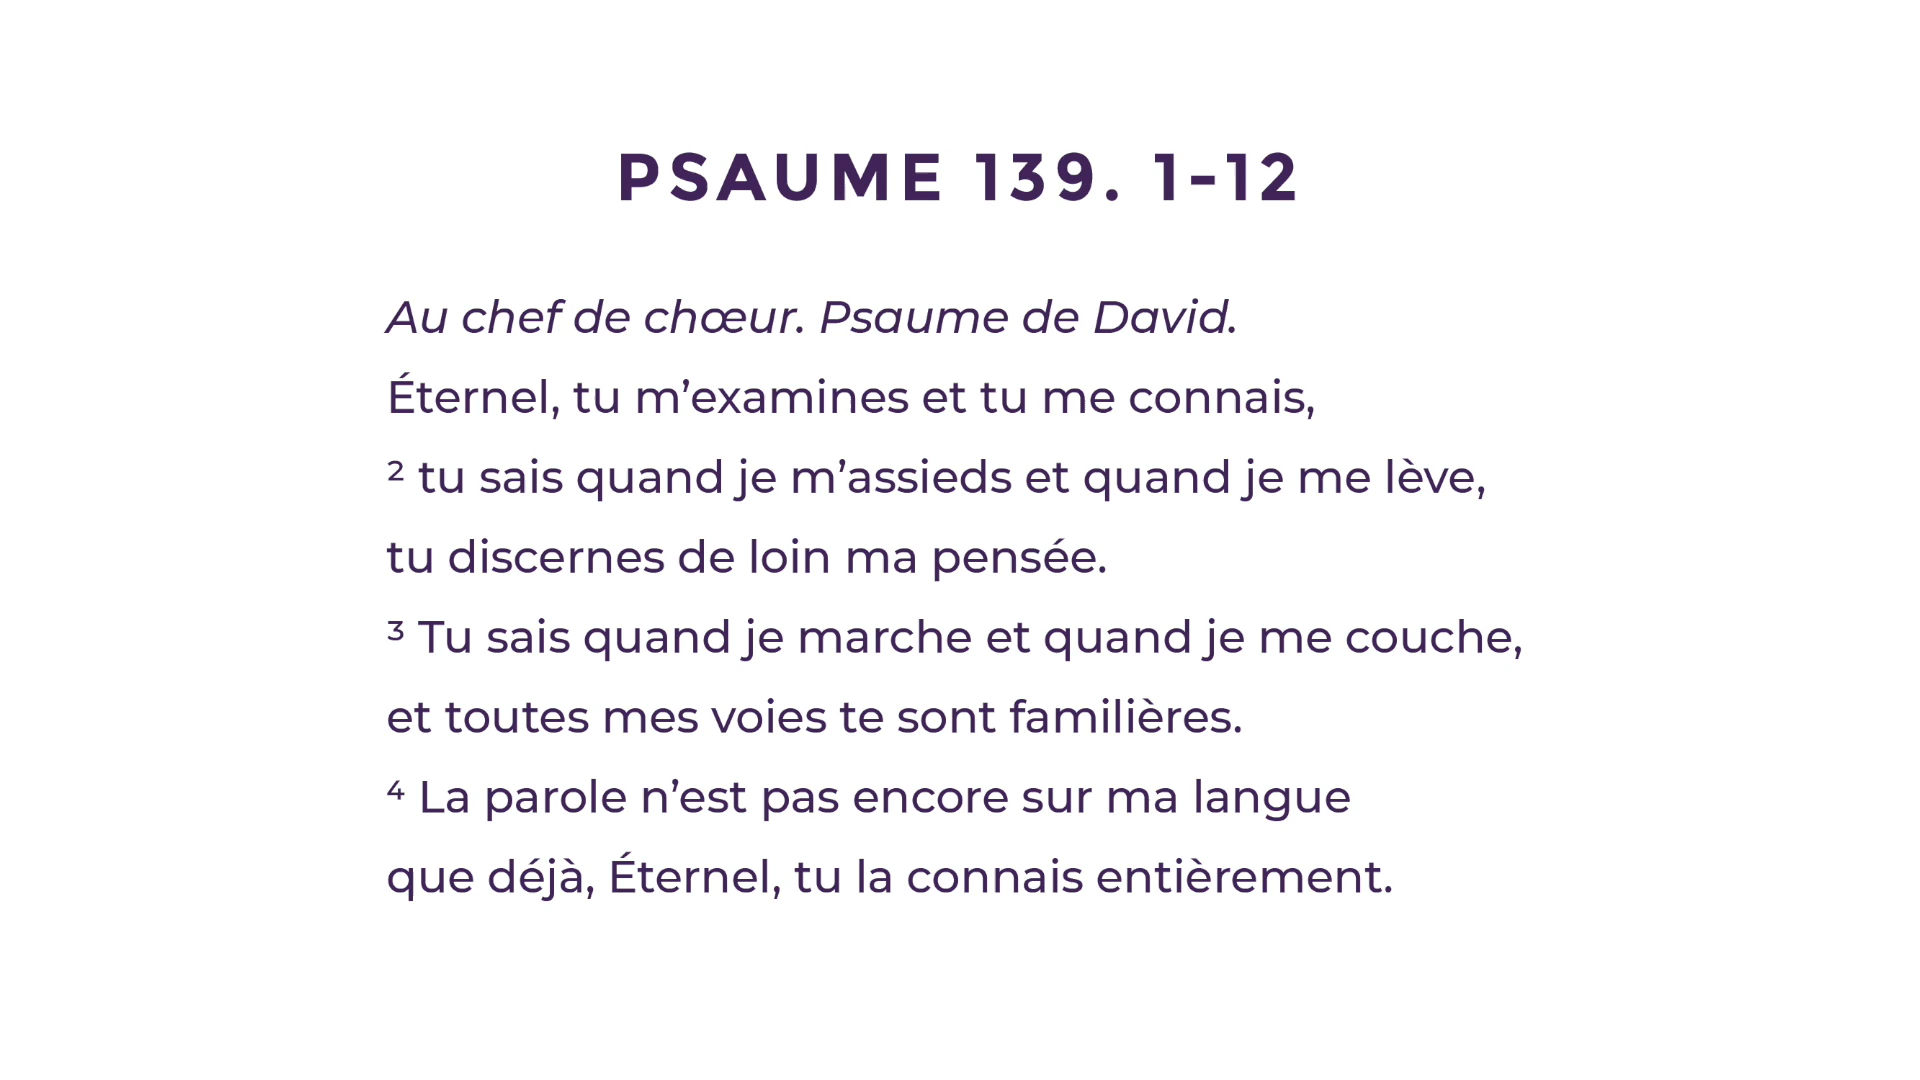 PSAUME 139. 1-12
Au chef de chœur. Psaume de David.
Éternel, tu m’examines et tu me connais,
² tu sais quand je m’assieds et quand je me lève,
tu discernes de loin ma pensée.
³ Tu sais quand je marche et quand je me couche,
et toutes mes voies te sont familières.
⁴ La parole n’est pas encore sur ma langue
que déjà, Éternel, tu la connais entièrement.